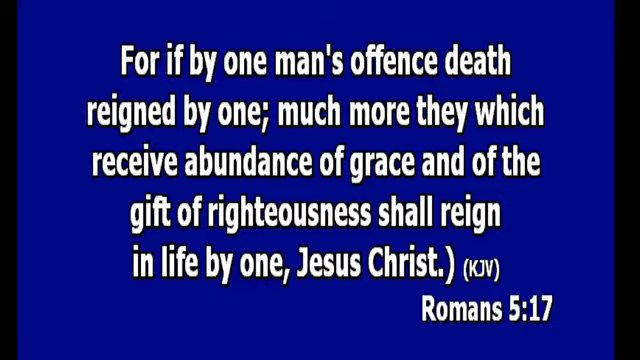 For if by one man's offence death
reigned by one; much more they which
receive abundance of grace and of the
gift of righteousness shall reign
in life by one, Jesus Christ.) (KJV)
Romans 5:17